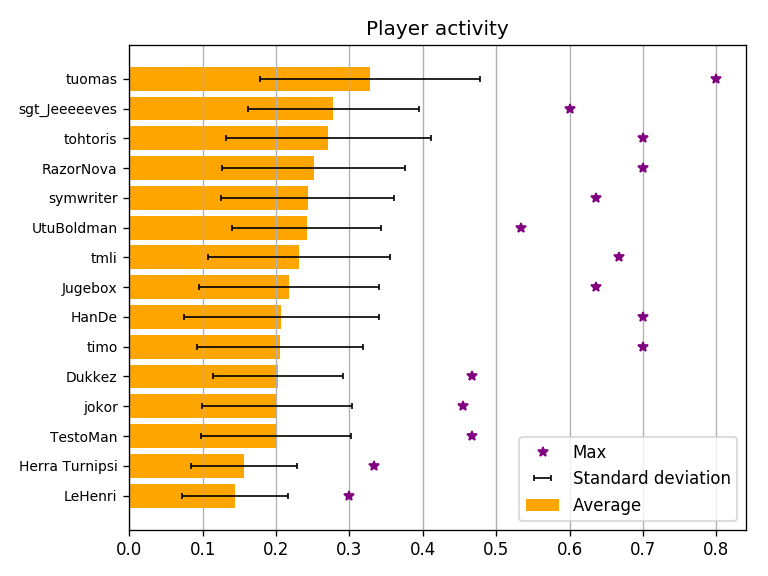 Player activity
tuomas
sgt_Jeeeeeves
tohtoris
RazorNova
symwriter
UtuBoldman
tmli
Jugebox
HanDe
timo
Dukkez
jokor
TestoMan
Herra Turnipsi
LeHenri
Max
Standard deviation
Average
0.0 0.1 0.2 0.3 0.4 0.5 0.6 0.7 0.8